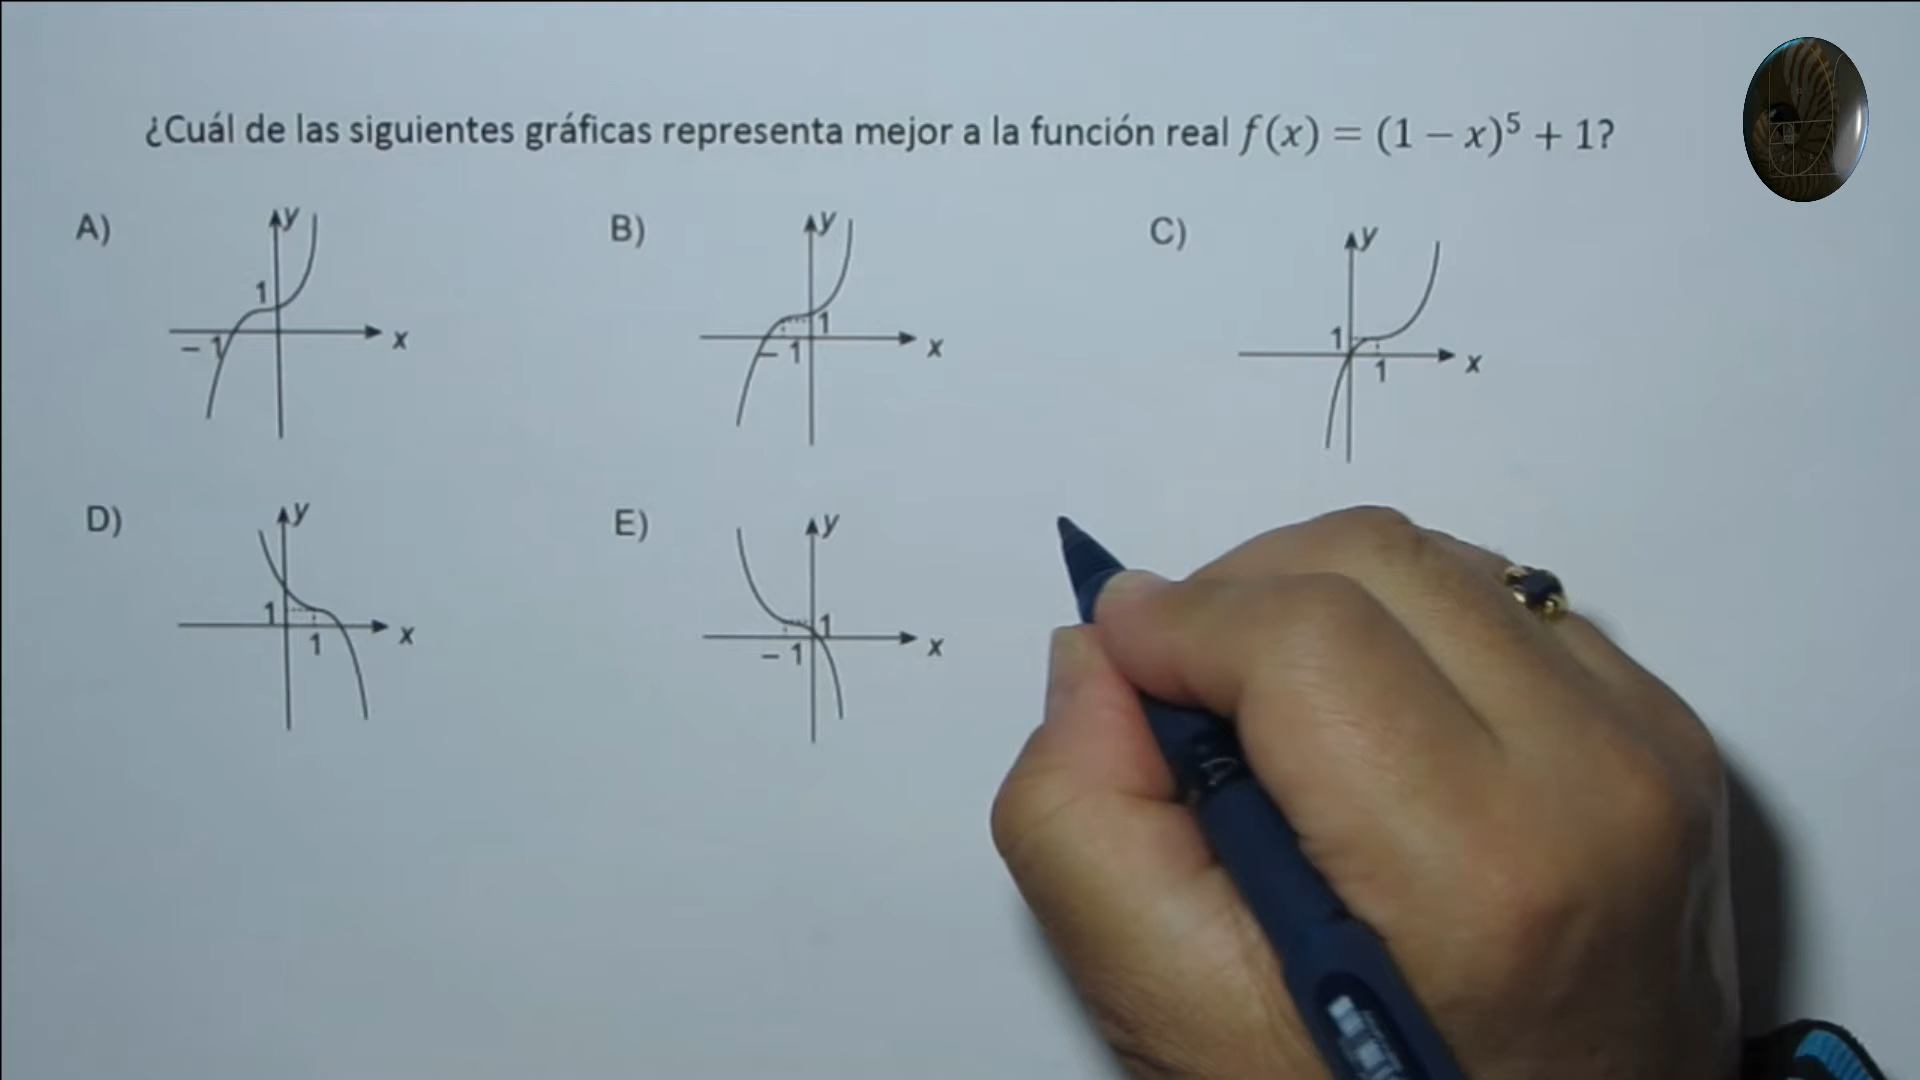 ¿Cuál de las siguientes gráficas representa mejor a la función real f(x) = (1 − x)⁵ + 1?
A)
y
1
− 1
x
B)
y
1
− 1
x
C)
y
1
1
x
D)
y
1
1
x
E)
y
1
− 1
x